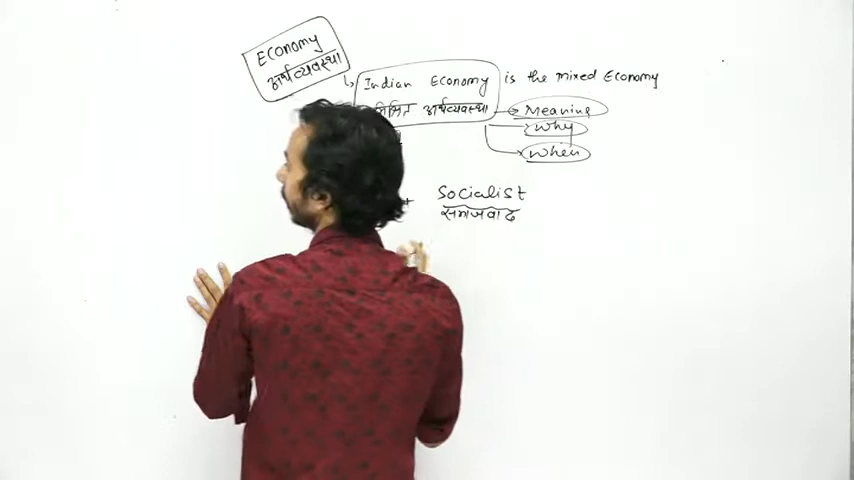 Economy
अर्थव्यवस्था
Indian Economy is the mixed Economy
अर्थव्यवस्था Meaning
Why
When
+ Socialist
समाजवाद